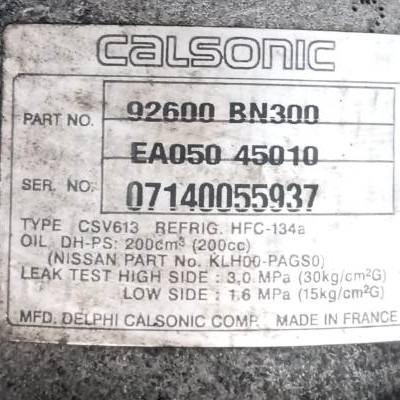 CALSONIC
PART NO. 92600 BN300
EA050 45010
SER. NO. 07140055937
TYPE CSV613 REFRIG. HFC-134a
OIL DH-PS: 200cm³ (200cc)
(NISSAN PART No. KLH00-PAGS0)
LEAK TEST HIGH SIDE : 3,0 MPa (30kg/cm²G)
LOW SIDE : 1.6 MPa (15kg/cm²G)
MFD. DELPHI CALSONIC COMP. MADE IN FRANCE